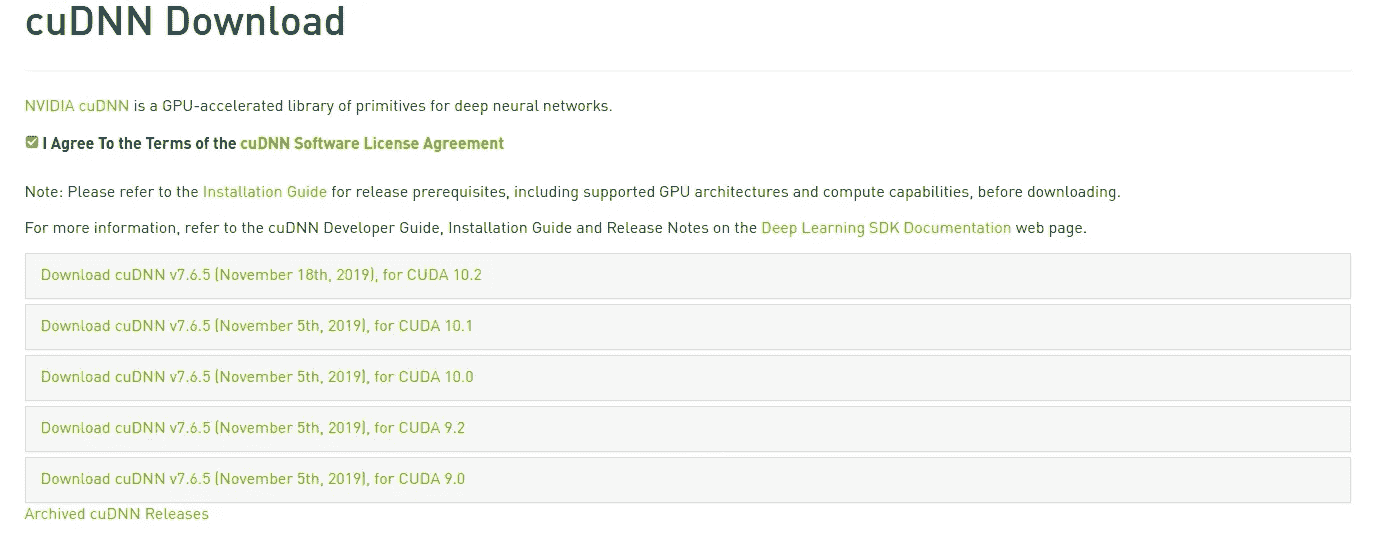 cuDNN Download
NVIDIA cuDNN is a GPU-accelerated library of primitives for deep neural networks.
I Agree To the Terms of the cuDNN Software License Agreement
Note: Please refer to the Installation Guide for release prerequisites, including supported GPU architectures and compute capabilities, before downloading.
For more information, refer to the cuDNN Developer Guide, Installation Guide and Release Notes on the Deep Learning SDK Documentation web page.
Download cuDNN v7.6.5 (November 18th, 2019), for CUDA 10.2
Download cuDNN v7.6.5 (November 5th, 2019), for CUDA 10.1
Download cuDNN v7.6.5 (November 5th, 2019), for CUDA 10.0
Download cuDNN v7.6.5 (November 5th, 2019), for CUDA 9.2
Download cuDNN v7.6.5 (November 5th, 2019), for CUDA 9.0
Archived cuDNN Releases